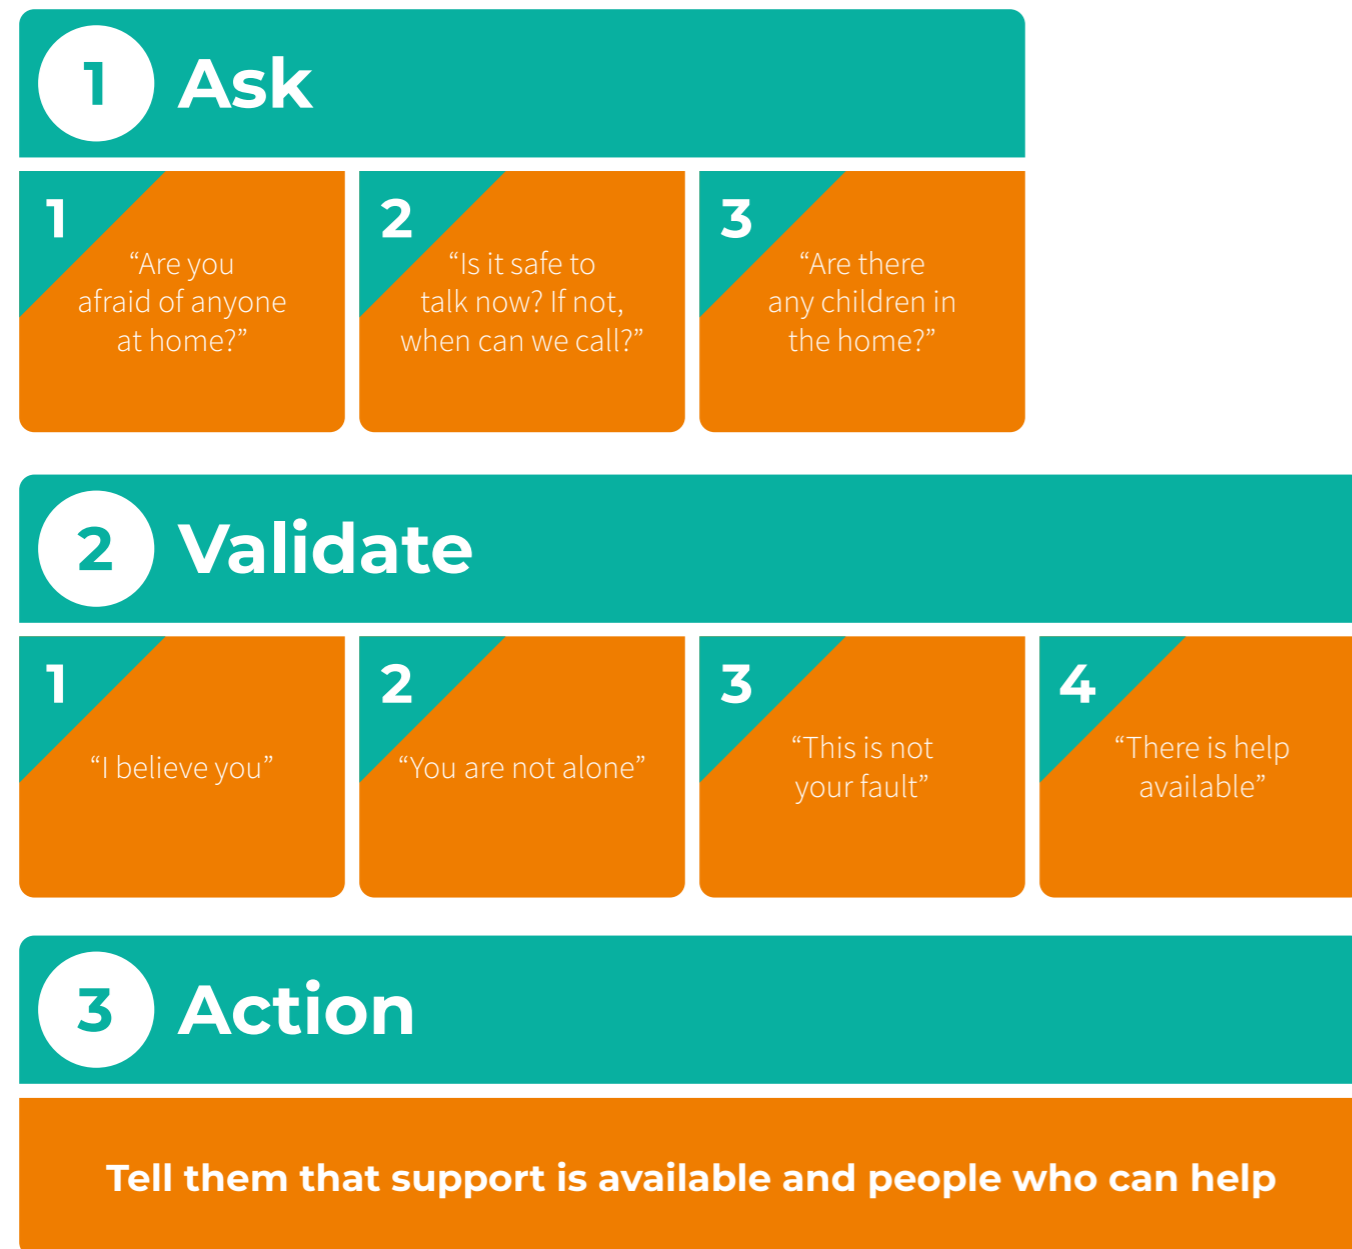 1 Ask
1
“Are you
afraid of anyone
at home?”
2
“Is it safe to
talk now? If not,
when can we call?”
3
“Are there
any children in
the home?”
2 Validate
1
“I believe you”
2
“You are not alone”
3
“This is not
your fault”
4
“There is help
available”
3 Action
Tell them that support is available and people who can help